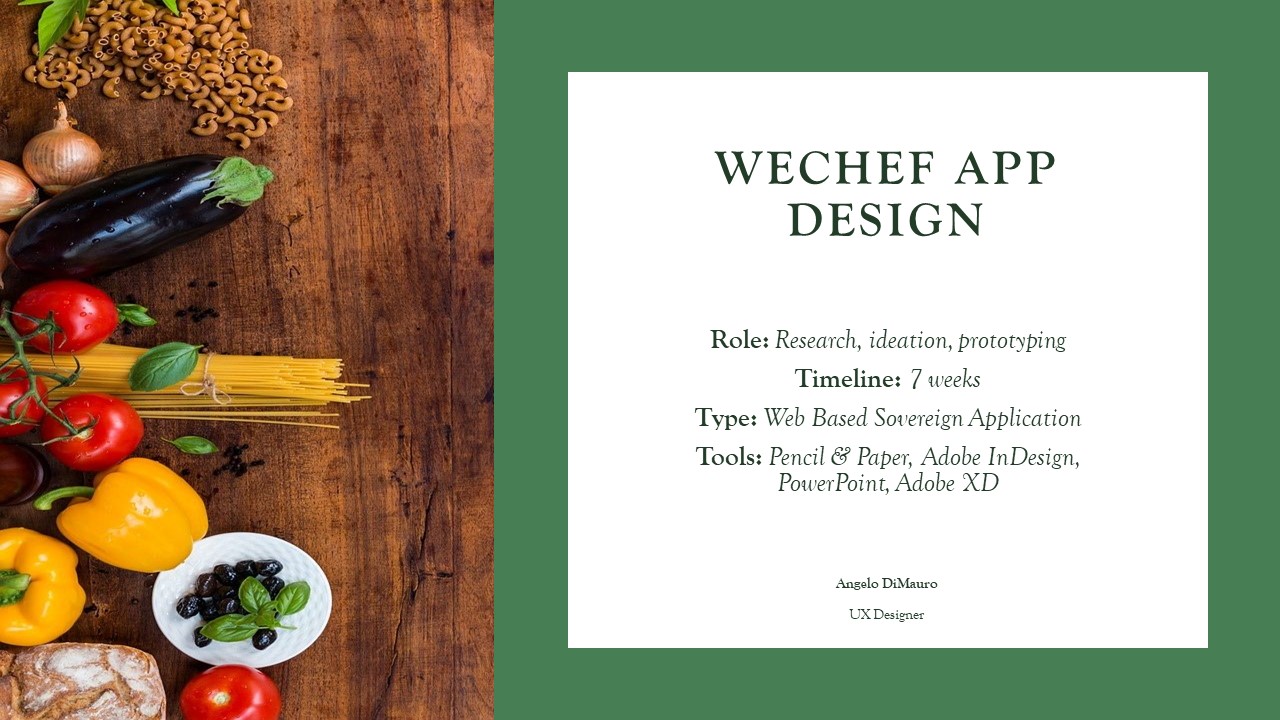 WECHEF APP
DESIGN
Role: Research, ideation, prototyping
Timeline: 7 weeks
Type: Web Based Sovereign Application
Tools: Pencil & Paper, Adobe InDesign,
PowerPoint, Adobe XD
Angelo DiMauro
UX Designer